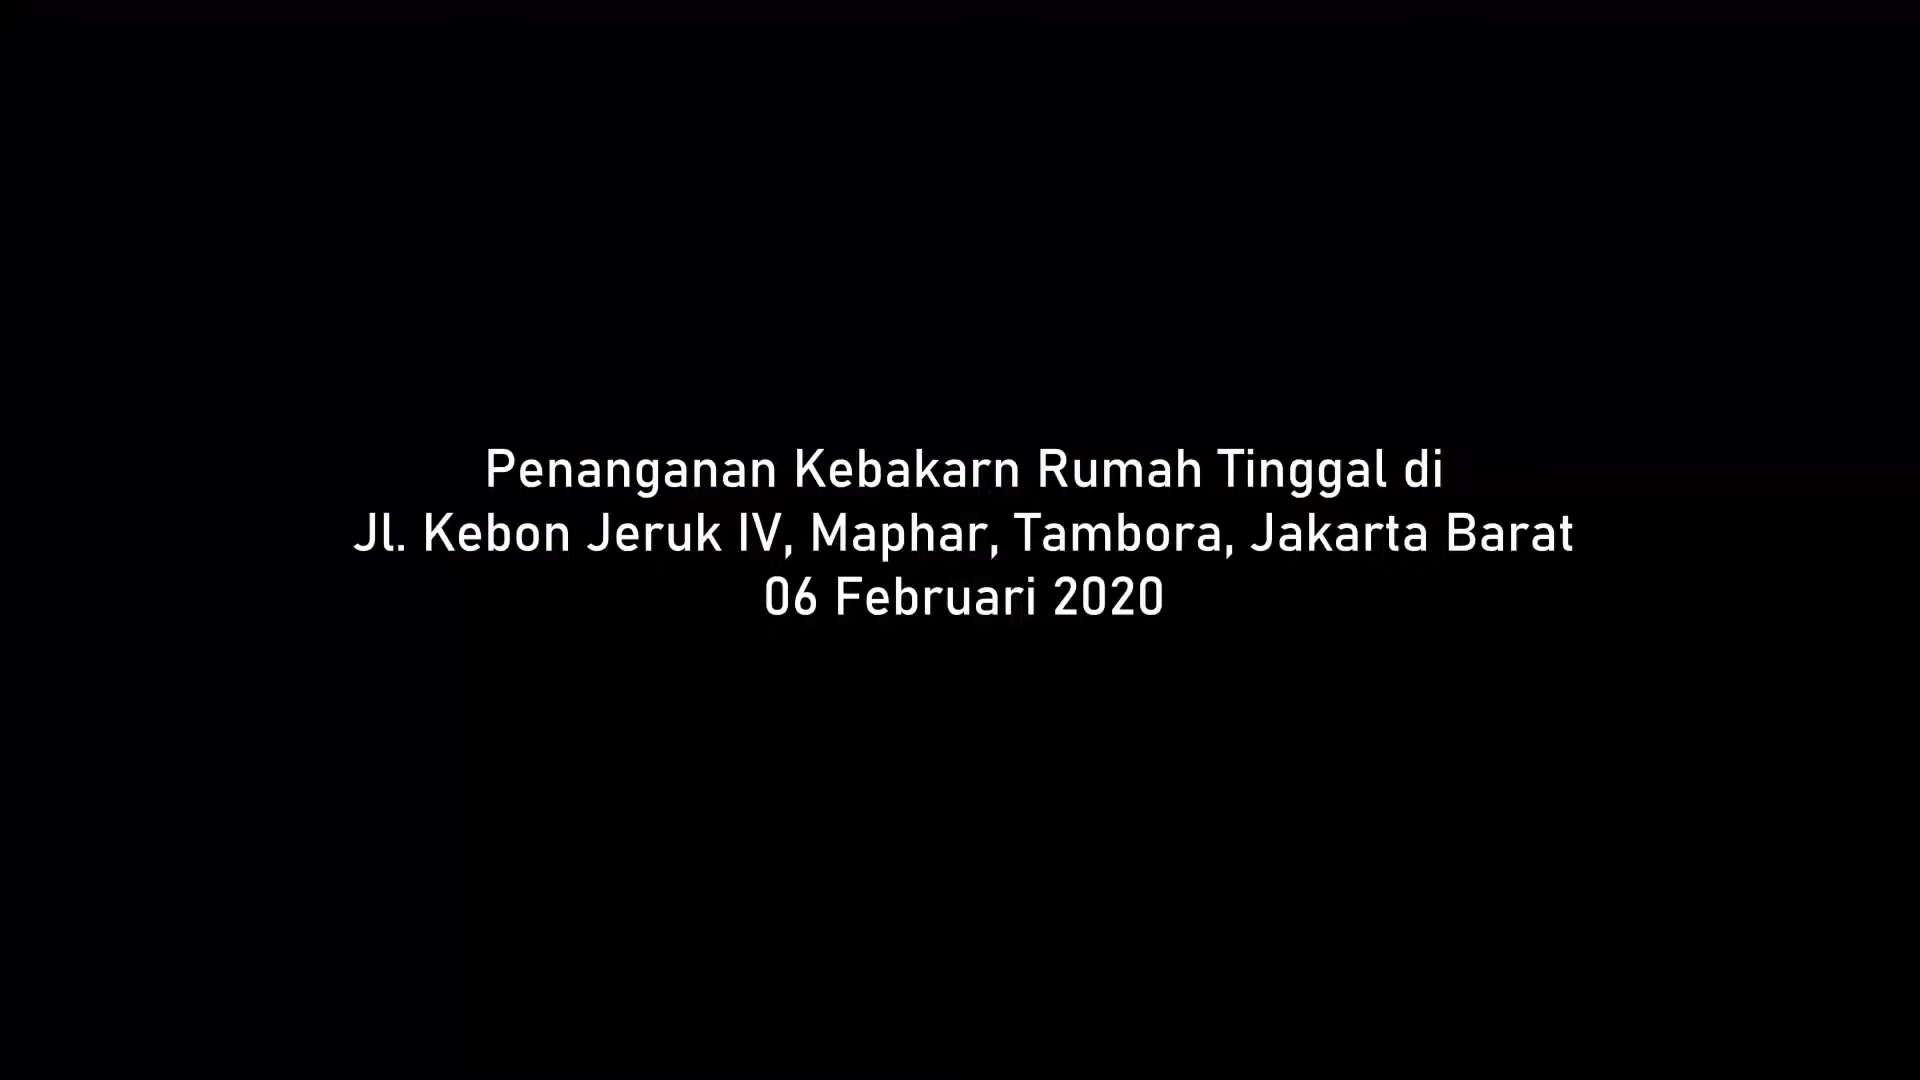 Penanganan Kebakarn Rumah Tinggal di
Jl. Kebon Jeruk IV, Maphar, Tambora, Jakarta Barat
06 Februari 2020